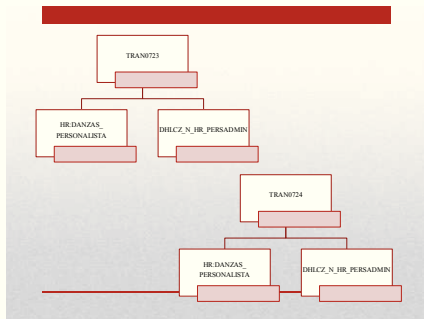 TRAN0723
HR:DANZAS_
PERSONALISTA
DHLCZ_N_HR_PERSADMIN
TRAN0724
HR:DANZAS_
PERSONALISTA
DHLCZ_N_HR_PERSADMIN